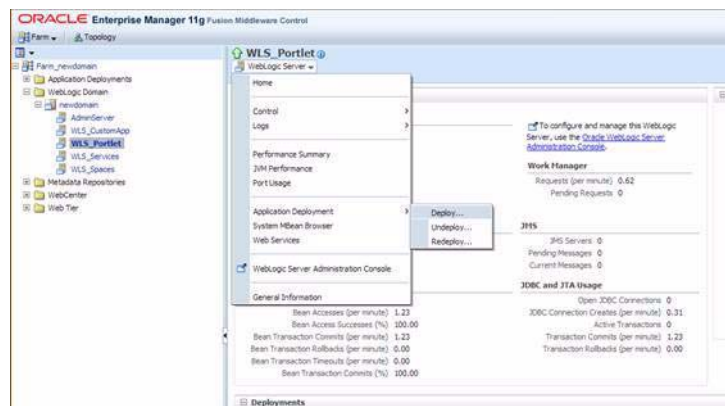 ORACLE Enterprise Manager 11g Fusion Middleware Control
Farm
Topology
Farm_newdomain
Application Deployments
WebLogic Domain
newdomain
AdminServer
WLS_CustomApp
WLS_Portlet
WLS_Services
WLS_Spaces
Metadata Repositories
WebCenter
Web Tier
WLS_Portlet
WebLogic Server
Home
Control
Logs
Performance Summary
JVM Performance
Port Usage
Application Deployment
System MBean Browser
Web Services
WebLogic Server Administration Console
General Information
Deploy...
Undeploy...
Redeploy...
To configure and manage this WebLogic
Server, use the Oracle WebLogic Server
Administration Console.
Work Manager
Requests (per minute) 0.62
Pending Requests 0
JMS
JMS Servers 0
Pending Messages 0
Current Messages 0
JDBC and JTA Usage
Open JDBC Connections 0
JDBC Connection Creates (per minute) 0.31
Active Transactions 0
Transaction Commits (per minute) 1.23
Transaction Rollbacks (per minute) 0.00
Bean Accesses (per minute) 1.23
Bean Access Successes (%) 100.00
Bean Transaction Commits (per minute) 1.23
Bean Transaction Rollbacks (per minute) 0.00
Bean Transaction Timeouts (per minute) 0.00
Bean Transaction Commits (%) 100.00
Deployments